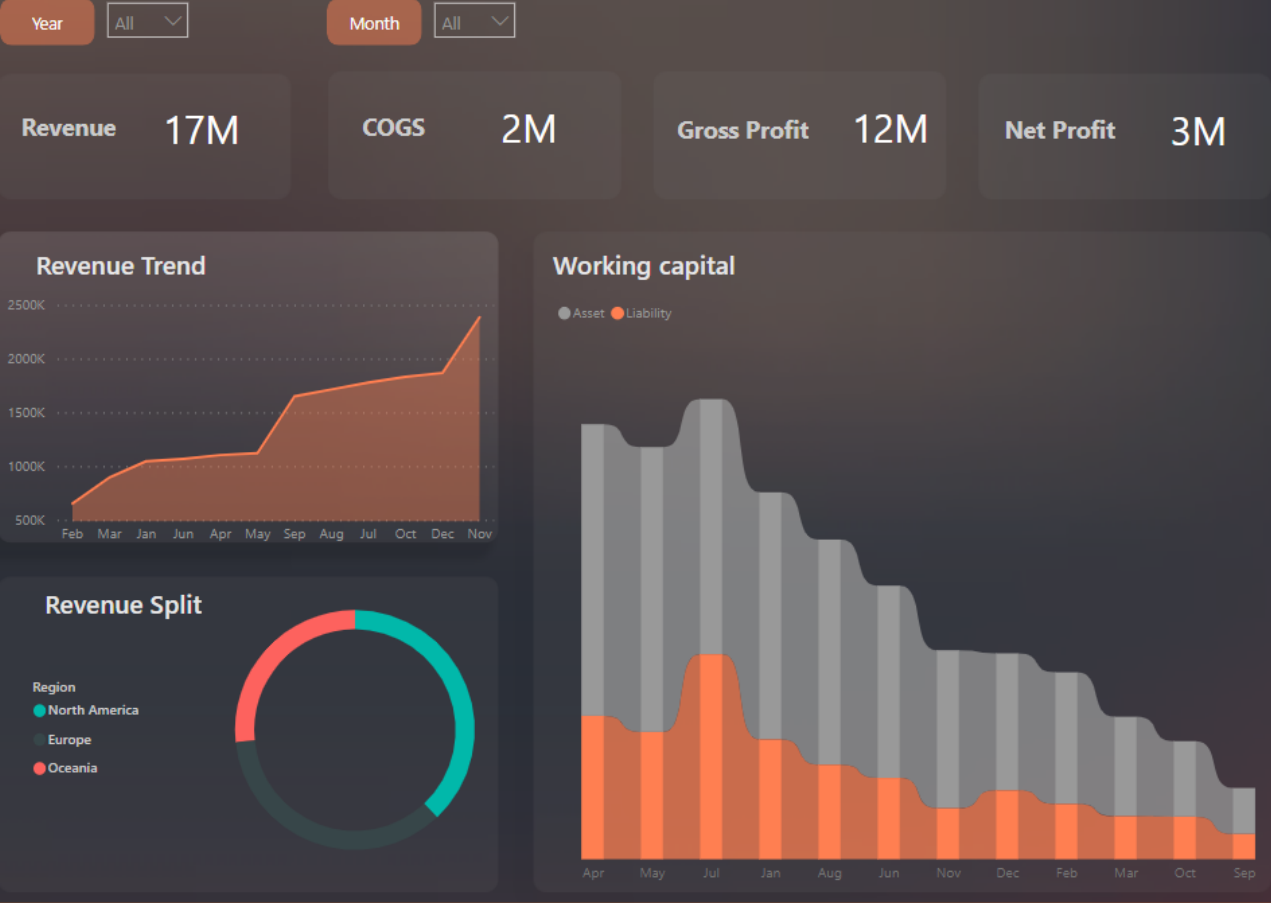 Year All Month All
Revenue 17M COGS 2M Gross Profit 12M Net Profit 3M
Revenue Trend
2500K
2000K
1500K
1000K
500K
Feb Mar Jan Jun Apr May Sep Aug Jul Oct Dec Nov
Working capital
Asset Liability
Apr May Jul Jan Aug Jun Nov Dec Feb Mar Oct Sep
Revenue Split
Region
North America
Europe
Oceania